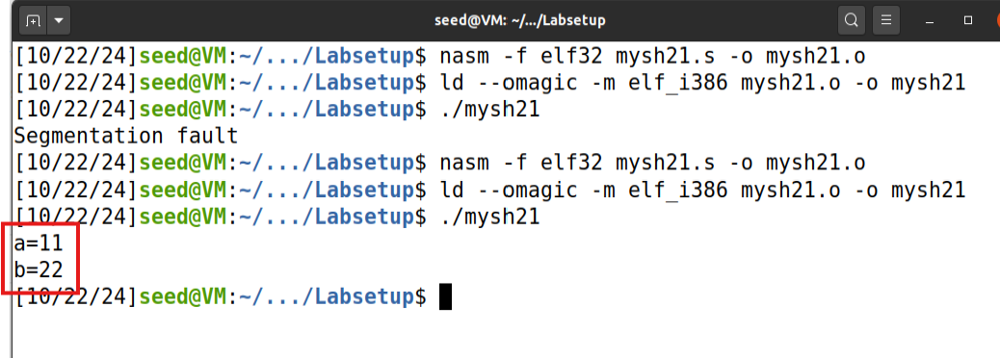 seed@VM: ~/.../Labsetup
[10/22/24]seed@VM:~/.../Labsetup$ nasm -f elf32 mysh21.s -o mysh21.o
[10/22/24]seed@VM:~/.../Labsetup$ ld --omagic -m elf_i386 mysh21.o -o mysh21
[10/22/24]seed@VM:~/.../Labsetup$ ./mysh21
Segmentation fault
[10/22/24]seed@VM:~/.../Labsetup$ nasm -f elf32 mysh21.s -o mysh21.o
[10/22/24]seed@VM:~/.../Labsetup$ ld --omagic -m elf_i386 mysh21.o -o mysh21
[10/22/24]seed@VM:~/.../Labsetup$ ./mysh21
a=11
b=22
[10/22/24]seed@VM:~/.../Labsetup$